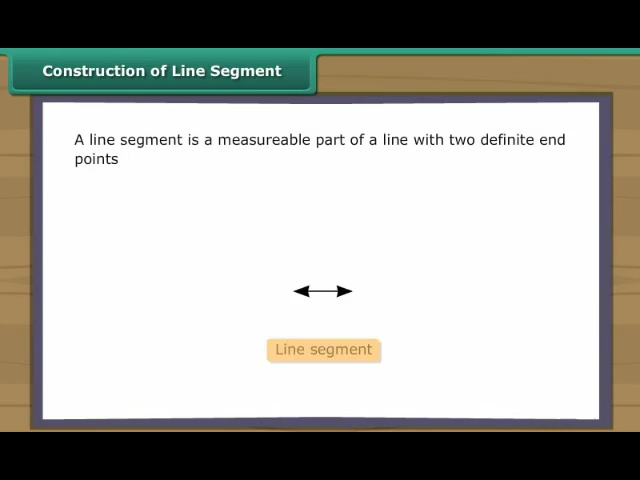 Construction of Line Segment
A line segment is a measureable part of a line with two definite end
points
Line segment